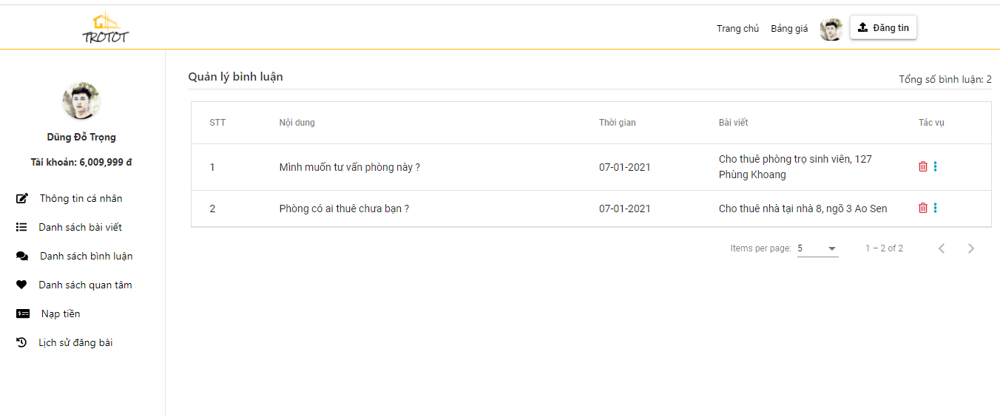 TROTOT
Trang chủ Bảng giá Đăng tin
Dũng Đỗ Trọng
Tài khoản: 6,009,999 đ
Thông tin cá nhân
Danh sách bài viết
Danh sách bình luận
Danh sách quan tâm
Nạp tiền
Lịch sử đăng bài
Quản lý bình luận
Tổng số bình luận: 2
STT Nội dung Thời gian Bài viết Tác vụ
1 Mình muốn tư vấn phòng này ? 07-01-2021 Cho thuê phòng trọ sinh viên, 127
Phùng Khoang
2 Phòng có ai thuê chưa bạn ? 07-01-2021 Cho thuê nhà tại nhà 8, ngõ 3 Ao Sen
Items per page: 5 1 – 2 of 2